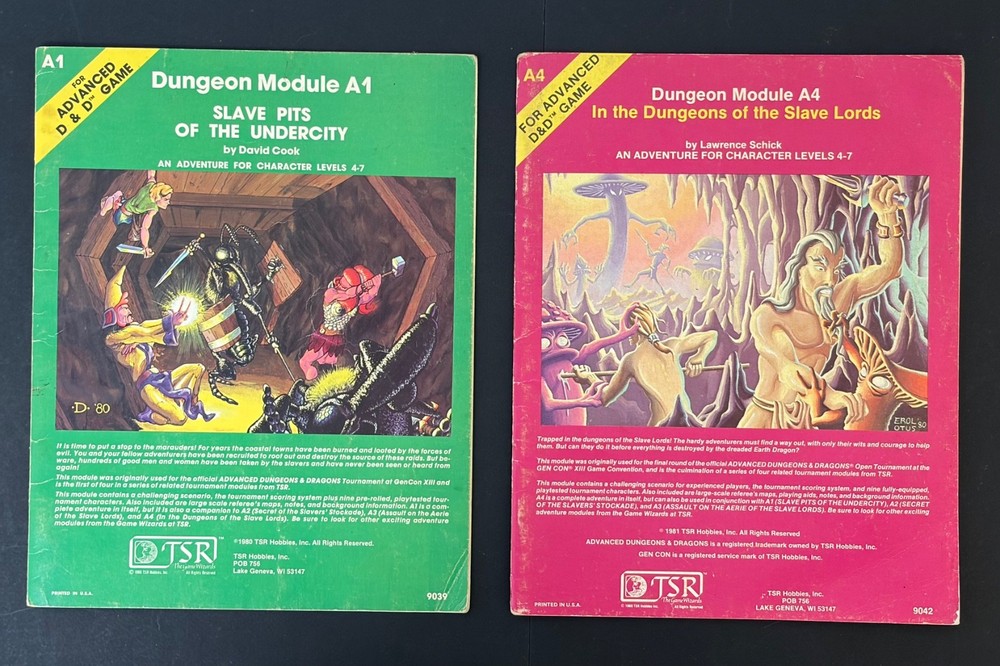 A1
FOR
ADVANCED
D & D™ GAME
Dungeon Module A1
SLAVE PITS
OF THE UNDERCITY
by David Cook
AN ADVENTURE FOR CHARACTER LEVELS 4-7
·D· '80
It is time to put a stop to the marauders! For years the coastal towns have been burned and looted by the forces of
evil. You and your fellow adventurers have been recruited to root out and destroy the source of these raids. But be-
ware, hundreds of good men and women have been taken by the slavers and have never been seen or heard from
again!
This module was originally used for the official ADVANCED DUNGEONS & DRAGONS Tournament at GenCon XIII and
is the first of four in a series of related tournament modules from TSR.
This module contains a challenging scenario, the tournament scoring system plus nine pre-rolled, playtested tour-
nament characters. Also included are large scale referee's maps, notes, and background information. A1 is a com-
plete adventure in itself, but it is also a companion to A2 (Secret of the Slavers' Stockade), A3 (Assault on the Aerie
of the Slave Lords), and A4 (In the Dungeons of the Slave Lords). Be sure to look for other exciting adventure
modules from the Game Wizards at TSR.
©1980 TSR Hobbies, Inc. All Rights Reserved.
TSR™
The Game Wizards
© 1980 TSR Hobbies, Inc. All Rights Reserved
TSR Hobbies, Inc.
POB 756
Lake Geneva, WI 53147
PRINTED IN U.S.A.
9039
A4
FOR ADVANCED
D&D™ GAME
Dungeon Module A4
In the Dungeons of the Slave Lords
by Lawrence Schick
AN ADVENTURE FOR CHARACTER LEVELS 4-7
EROL
OTUS '80
Trapped in the dungeons of the Slave Lords! The hardy adventurers must find a way out, with only their wits and courage to help
them. But can they do it before everything is destroyed by the dreaded Earth Dragon?
This module was originally used for the final round of the official ADVANCED DUNGEONS & DRAGONS® Open Tournament at the
GEN CON® XIII Game Convention, and is the culmination of a series of four related tournament modules from TSR.
This module contains a challenging scenario for experienced players, the tournament scoring system, and nine fully-equipped,
playtested tournament characters. Also included are large-scale referee's maps, playing aids, notes, and background information.
A4 is a complete adventure in itself, but can also be used in conjunction with A1 (SLAVE PITS OF THE UNDERCITY), A2 (SECRET
OF THE SLAVERS' STOCKADE), and A3 (ASSAULT ON THE AERIE OF THE SLAVE LORDS). Be sure to look for other exciting
adventure modules from the Game Wizards at TSR.
© 1981 TSR Hobbies, Inc. All Rights Reserved
ADVANCED DUNGEONS & DRAGONS is a registered trademark owned by TSR Hobbies, Inc.
GEN CON is a registered service mark of TSR Hobbies, Inc.
TSR™
The Game Wizards
© 1980 TSR Hobbies, Inc. All Rights Reserved
TSR Hobbies, Inc.
POB 756
LAKE GENEVA, WI 53147
PRINTED IN U.S.A.
9042